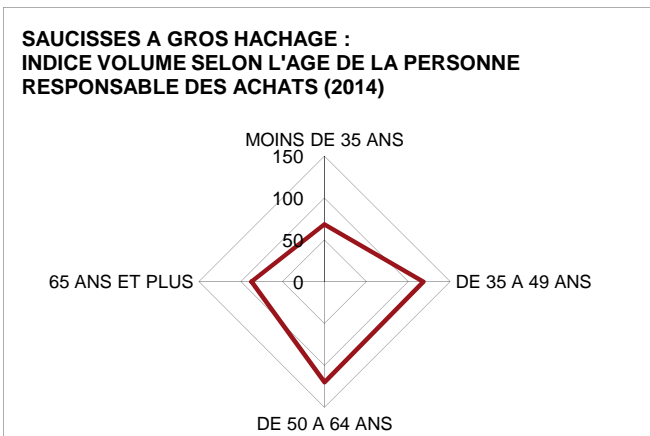 SAUCISSES A GROS HACHAGE :
INDICE VOLUME SELON L'AGE DE LA PERSONNE
RESPONSABLE DES ACHATS (2014)
MOINS DE 35 ANS
150
100
50
65 ANS ET PLUS 0 DE 35 A 49 ANS
DE 50 A 64 ANS